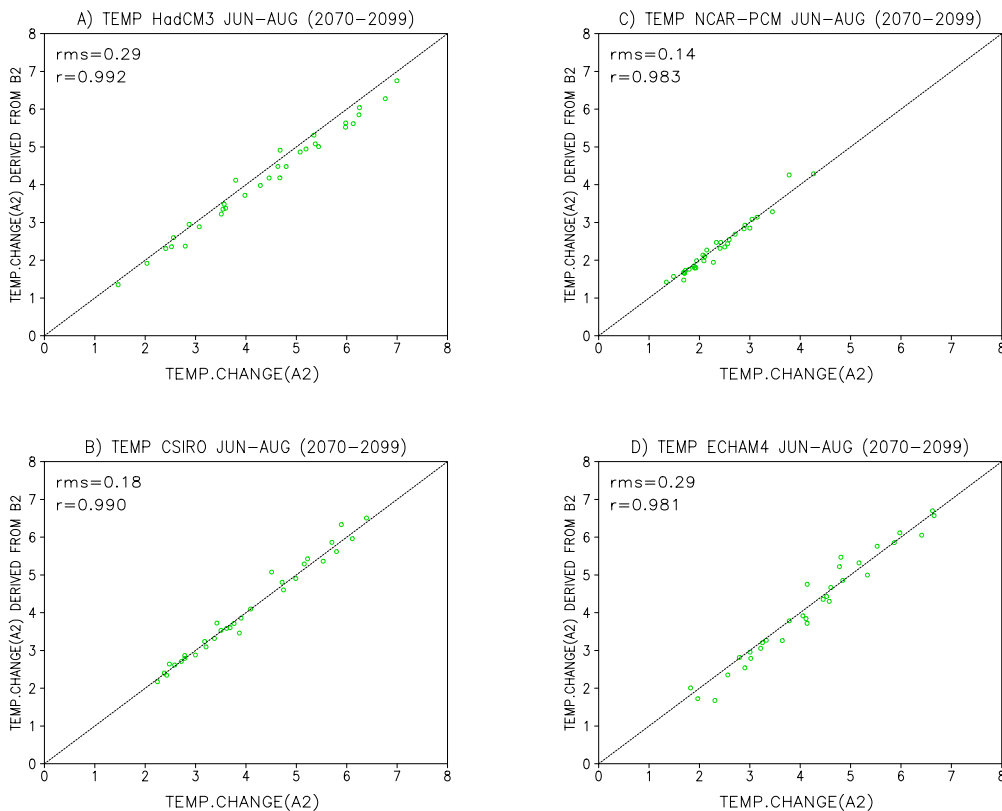 A) TEMP HadCM3 JUN-AUG (2070-2099)
rms=0.29
r=0.992
TEMP.CHANGE(A2) DERIVED FROM B2
8
7
6
5
4
3
2
1
0
0 1 2 3 4 5 6 7 8
TEMP.CHANGE(A2)
C) TEMP NCAR-PCM JUN-AUG (2070-2099)
rms=0.14
r=0.983
TEMP.CHANGE(A2) DERIVED FROM B2
8
7
6
5
4
3
2
1
0
0 1 2 3 4 5 6 7 8
TEMP.CHANGE(A2)
B) TEMP CSIRO JUN-AUG (2070-2099)
rms=0.18
r=0.990
TEMP.CHANGE(A2) DERIVED FROM B2
8
7
6
5
4
3
2
1
0
0 1 2 3 4 5 6 7 8
TEMP.CHANGE(A2)
D) TEMP ECHAM4 JUN-AUG (2070-2099)
rms=0.29
r=0.981
TEMP.CHANGE(A2) DERIVED FROM B2
8
7
6
5
4
3
2
1
0
0 1 2 3 4 5 6 7 8
TEMP.CHANGE(A2)